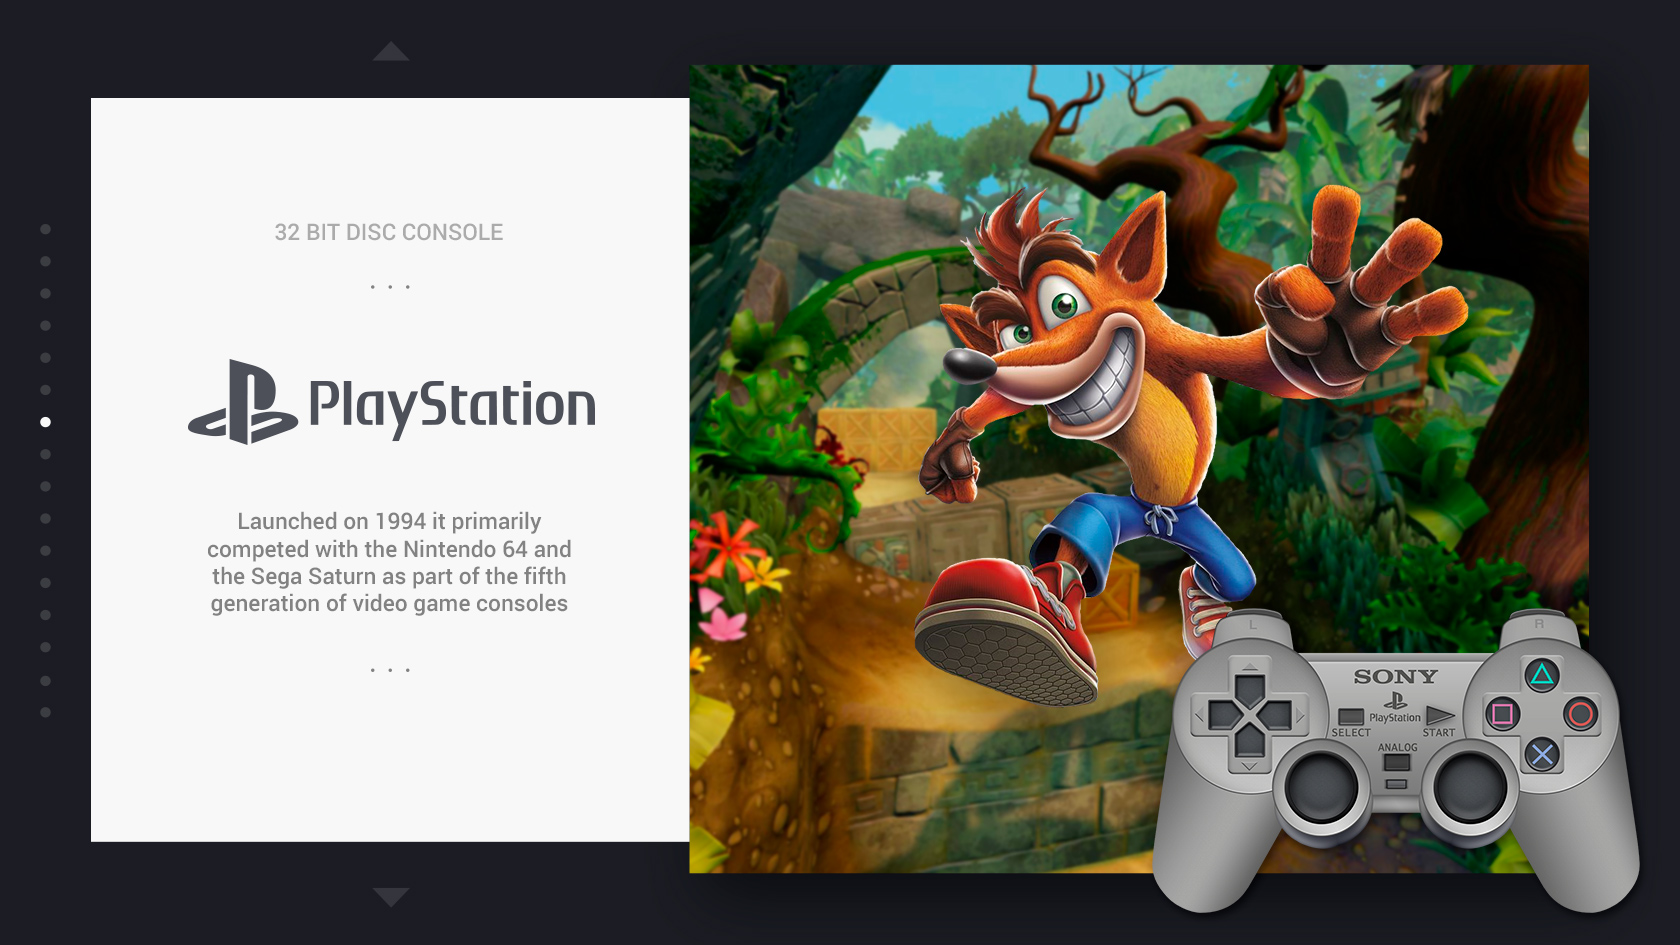 32 BIT DISC CONSOLE
. . .
PlayStation
Launched on 1994 it primarily
competed with the Nintendo 64 and
the Sega Saturn as part of the fifth
generation of video game consoles
. . .
L
R
SONY
PlayStation
SELECT
START
ANALOG